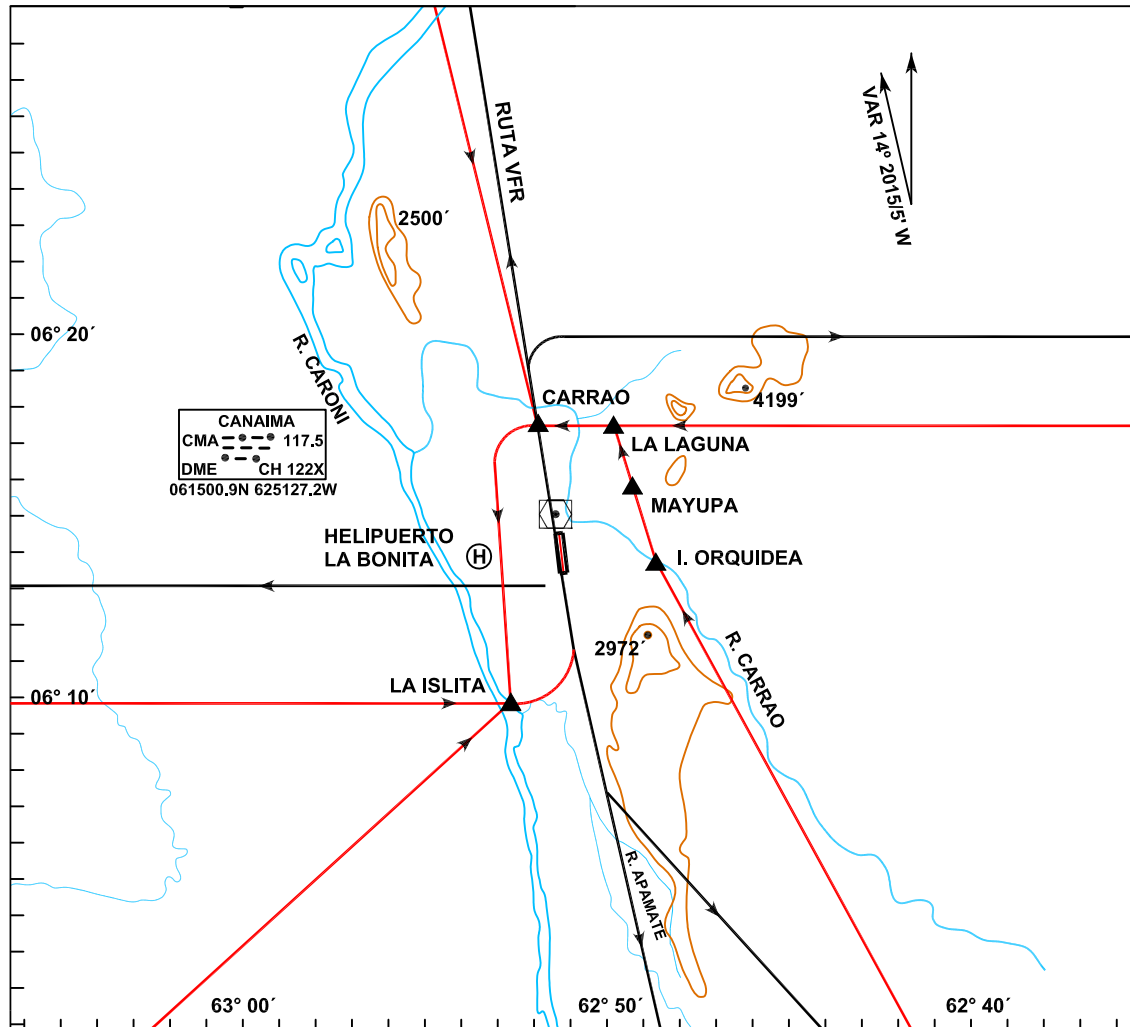 RUTA VFR
VAR 14º 2015/5' W
2500´
06° 20´
R. CARONI
CARRAO
4199´
LA LAGUNA
CANAIMA
CMA 117.5
DME CH 122X
061500.9N 625127.2W
MAYUPA
HELIPUERTO
LA BONITA
H
I. ORQUIDEA
2972´
R. CARRAO
LA ISLITA
06° 10´
R. APAMATE
63° 00´
62° 50´
62° 40´